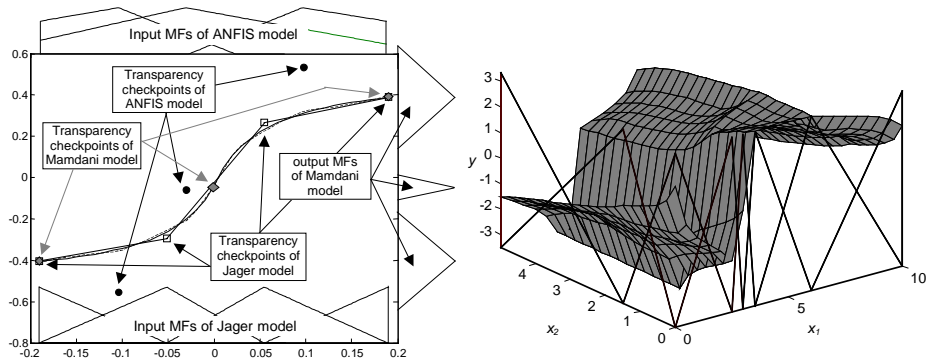 Input MFs of ANFIS model
0.6
0.4
0.2
0
-0.2
-0.4
-0.6
-0.8
Transparency
checkpoints of
ANFIS model
Transparency
checkpoints of
Mamdani model
output MFs
of Mamdani
model
Transparency
checkpoints of
Jager model
Input MFs of Jager model
-0.2 -0.15 -0.1 -0.05 0 0.05 0.1 0.15 0.2
3
2
1
0
-1
-2
-3
y
4
3
2
1
0
x2
0
5
10
x1